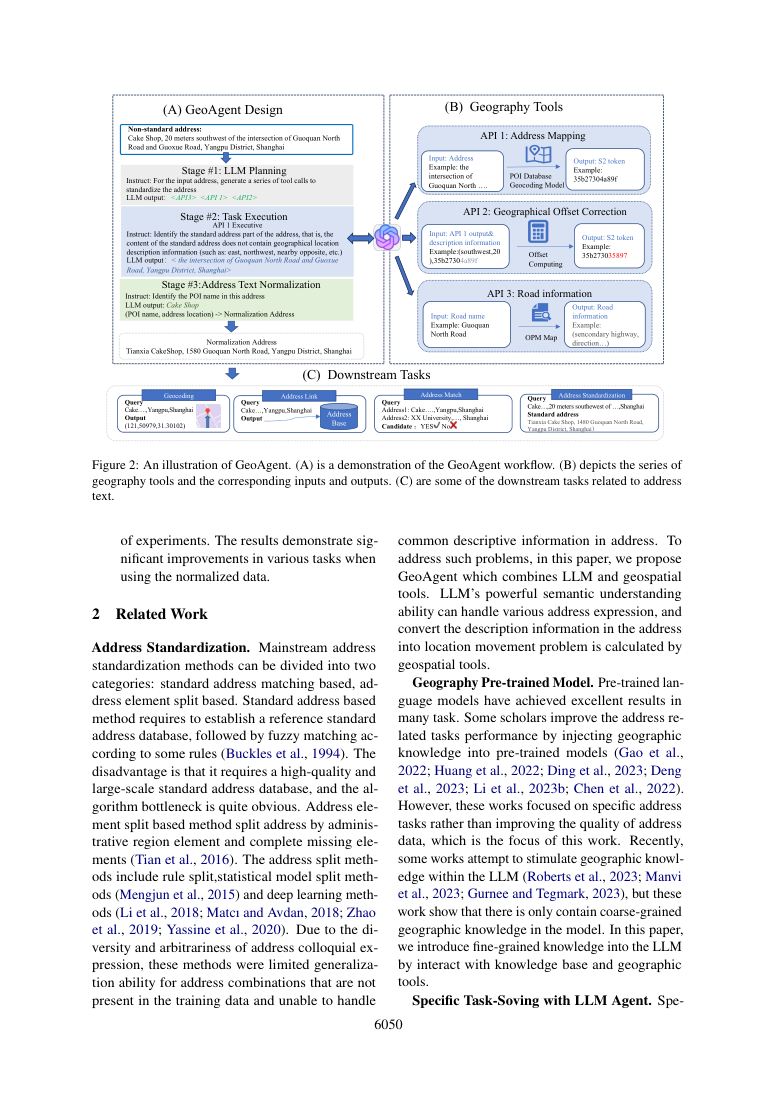 (A) GeoAgent Design
Non-standard address:
Cake Shop, 20 meters southwest of the intersection of Guoquan North
Road and Guoxue Road, Yangpu District, Shanghai
Stage #1: LLM Planning
Instruct: For the input address, generate a series of tool calls to
standardize the address
LLM output: <API3> <API 1> <API2>
Stage #2: Task Execution
API 1 Executive
Instruct: Identify the standard address part of the address, that is, the
content of the standard address does not contain geographical location
description information (such as: east, northwest, nearby opposite, etc.)
LLM output: < the intersection of Guoquan North Road and Guoxue
Road, Yangpu District, Shanghai>
Stage #3:Address Text Normalization
Instruct: Identify the POI name in this address
LLM output: Cake Shop
(POI name, address location) -> Normalization Address
Normalization Address
Tianxia CakeShop, 1580 Guoquan North Road, Yangpu District, Shanghai
(B) Geography Tools
API 1: Address Mapping
Input: Address
Example: the
intersection of
Guoquan North ….
POI Database
Geocoding Model
Output: S2 token
Example:
35b27304a89f
API 2: Geographical Offset Correction
Input: API 1 output&
description information
Example:(southwest,20
),35b27304a89f
Offset
Computing
Output: S2 token
Example:
35b273035897
API 3: Road information
Input: Road name
Example: Guoquan
North Road
OPM Map
Output: Road
information
Example:
(sencondary highway,
direction…)
(C) Downstream Tasks
Geocoding
Query
Cake…,Yangpu,Shanghai
Output
(121,50979,31.30102)
Address Link
Query
Cake…,Yangpu,Shanghai
Output
Address
Base
Address Match
Query
Address1: Cake…,Yangpu,Shanghai
Address2: XX University,…, Shanghai
Candidate : YES No
Address Standardization
Query
Cake…,20 meters southwest of …,Shanghai
Standard address
Tianxia Cake Shop, 1480 Guoquan North Road,
Yangpu District, Shanghai)
Figure 2: An illustration of GeoAgent. (A) is a demonstration of the GeoAgent workflow. (B) depicts the series of
geography tools and the corresponding inputs and outputs. (C) are some of the downstream tasks related to address
text.
of experiments. The results demonstrate sig-
nificant improvements in various tasks when
using the normalized data.
2 Related Work
Address Standardization. Mainstream address
standardization methods can be divided into two
categories: standard address matching based, ad-
dress element split based. Standard address based
method requires to establish a reference standard
address database, followed by fuzzy matching ac-
cording to some rules (Buckles et al., 1994). The
disadvantage is that it requires a high-quality and
large-scale standard address database, and the al-
gorithm bottleneck is quite obvious. Address ele-
ment split based method split address by adminis-
trative region element and complete missing ele-
ments (Tian et al., 2016). The address split meth-
ods include rule split,statistical model split meth-
ods (Mengjun et al., 2015) and deep learning meth-
ods (Li et al., 2018; Matcı and Avdan, 2018; Zhao
et al., 2019; Yassine et al., 2020). Due to the di-
versity and arbitrariness of address colloquial ex-
pression, these methods were limited generaliza-
tion ability for address combinations that are not
present in the training data and unable to handle
common descriptive information in address. To
address such problems, in this paper, we propose
GeoAgent which combines LLM and geospatial
tools. LLM's powerful semantic understanding
ability can handle various address expression, and
convert the description information in the address
into location movement problem is calculated by
geospatial tools.
Geography Pre-trained Model. Pre-trained lan-
guage models have achieved excellent results in
many task. Some scholars improve the address re-
lated tasks performance by injecting geographic
knowledge into pre-trained models (Gao et al.,
2022; Huang et al., 2022; Ding et al., 2023; Deng
et al., 2023; Li et al., 2023b; Chen et al., 2022).
However, these works focused on specific address
tasks rather than improving the quality of address
data, which is the focus of this work. Recently,
some works attempt to stimulate geographic knowl-
edge within the LLM (Roberts et al., 2023; Manvi
et al., 2023; Gurnee and Tegmark, 2023), but these
work show that there is only contain coarse-grained
geographic knowledge in the model. In this paper,
we introduce fine-grained knowledge into the LLM
by interact with knowledge base and geographic
tools.
Specific Task-Soving with LLM Agent. Spe-
6050